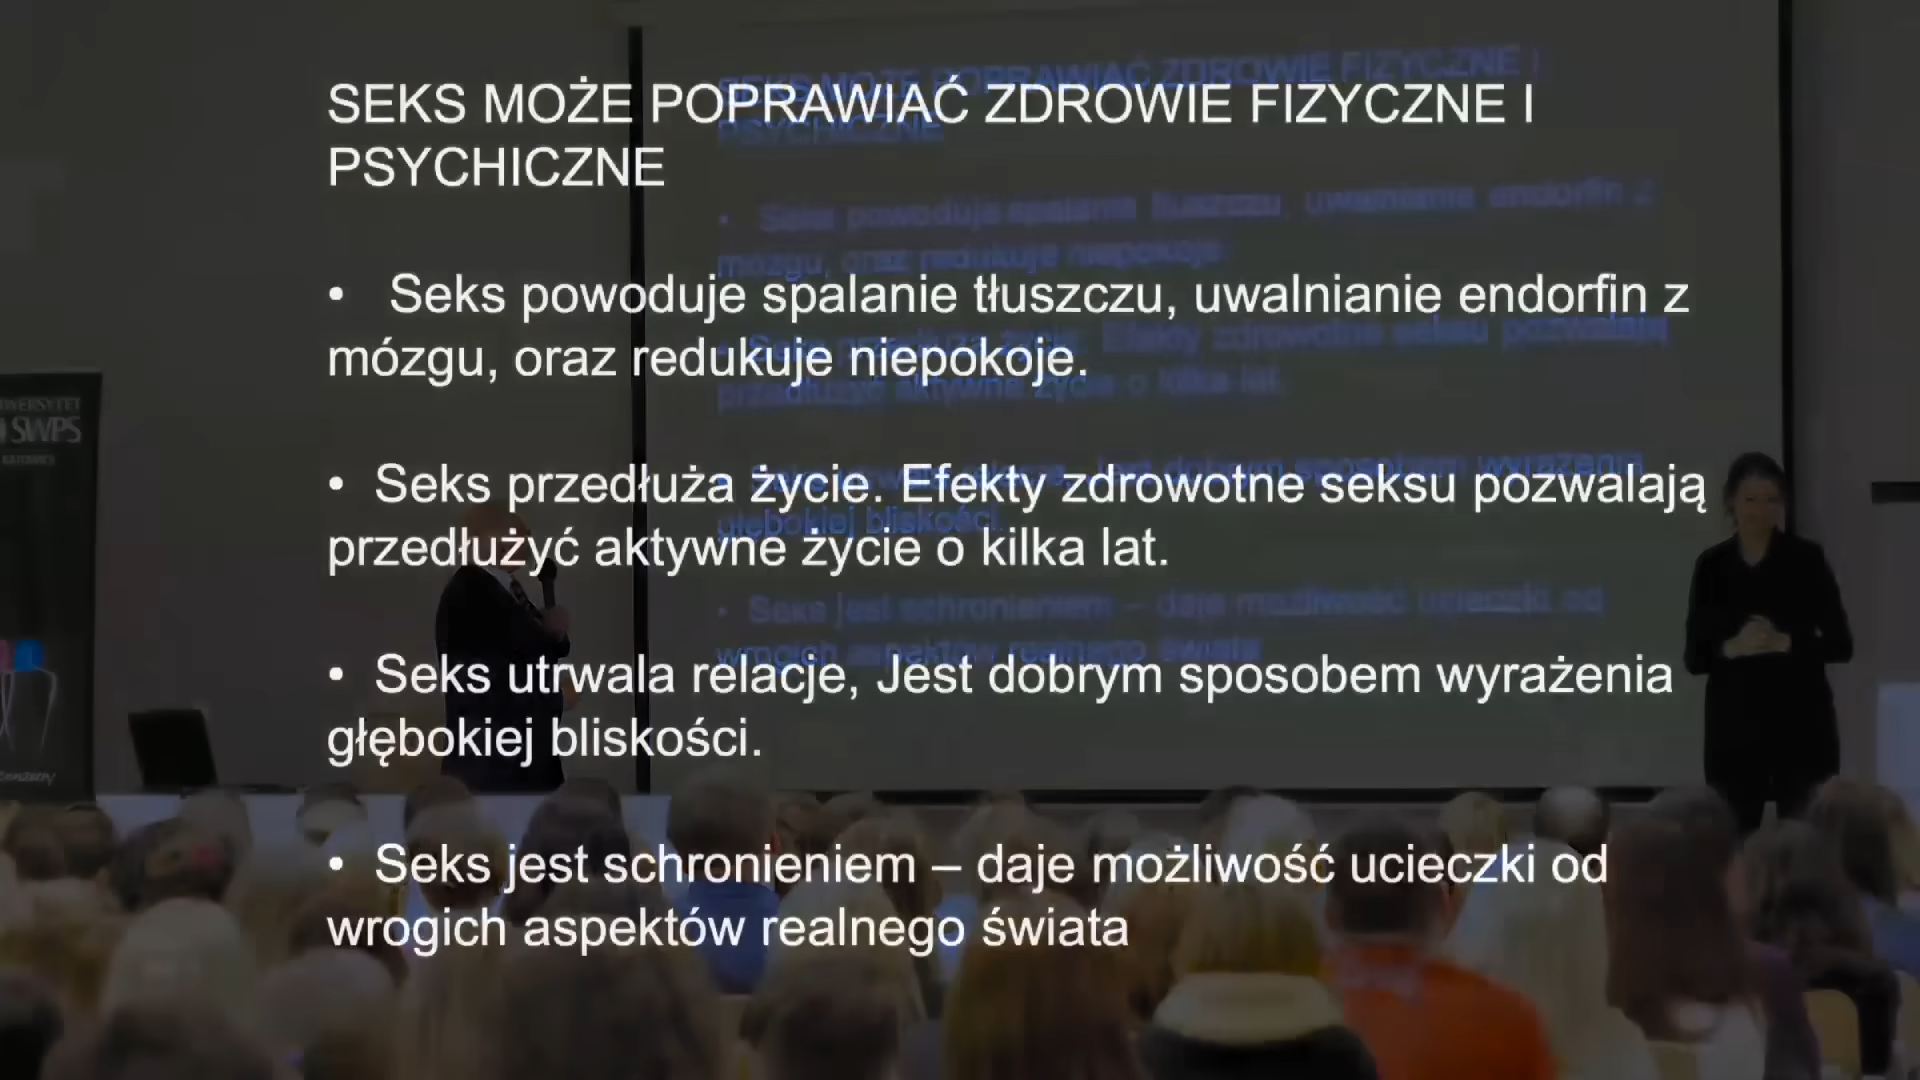 SEKS MOŻE POPRAWIAĆ ZDROWIE FIZYCZNE I
PSYCHICZNE
• Seks powoduje spalanie tłuszczu, uwalnianie endorfin z
mózgu, oraz redukuje niepokoje.
• Seks przedłuża życie. Efekty zdrowotne seksu pozwalają
przedłużyć aktywne życie o kilka lat.
• Seks utrwala relacje, Jest dobrym sposobem wyrażenia
głębokiej bliskości.
• Seks jest schronieniem – daje możliwość ucieczki od
wrogich aspektów realnego świata
SWPS
KATOWICE